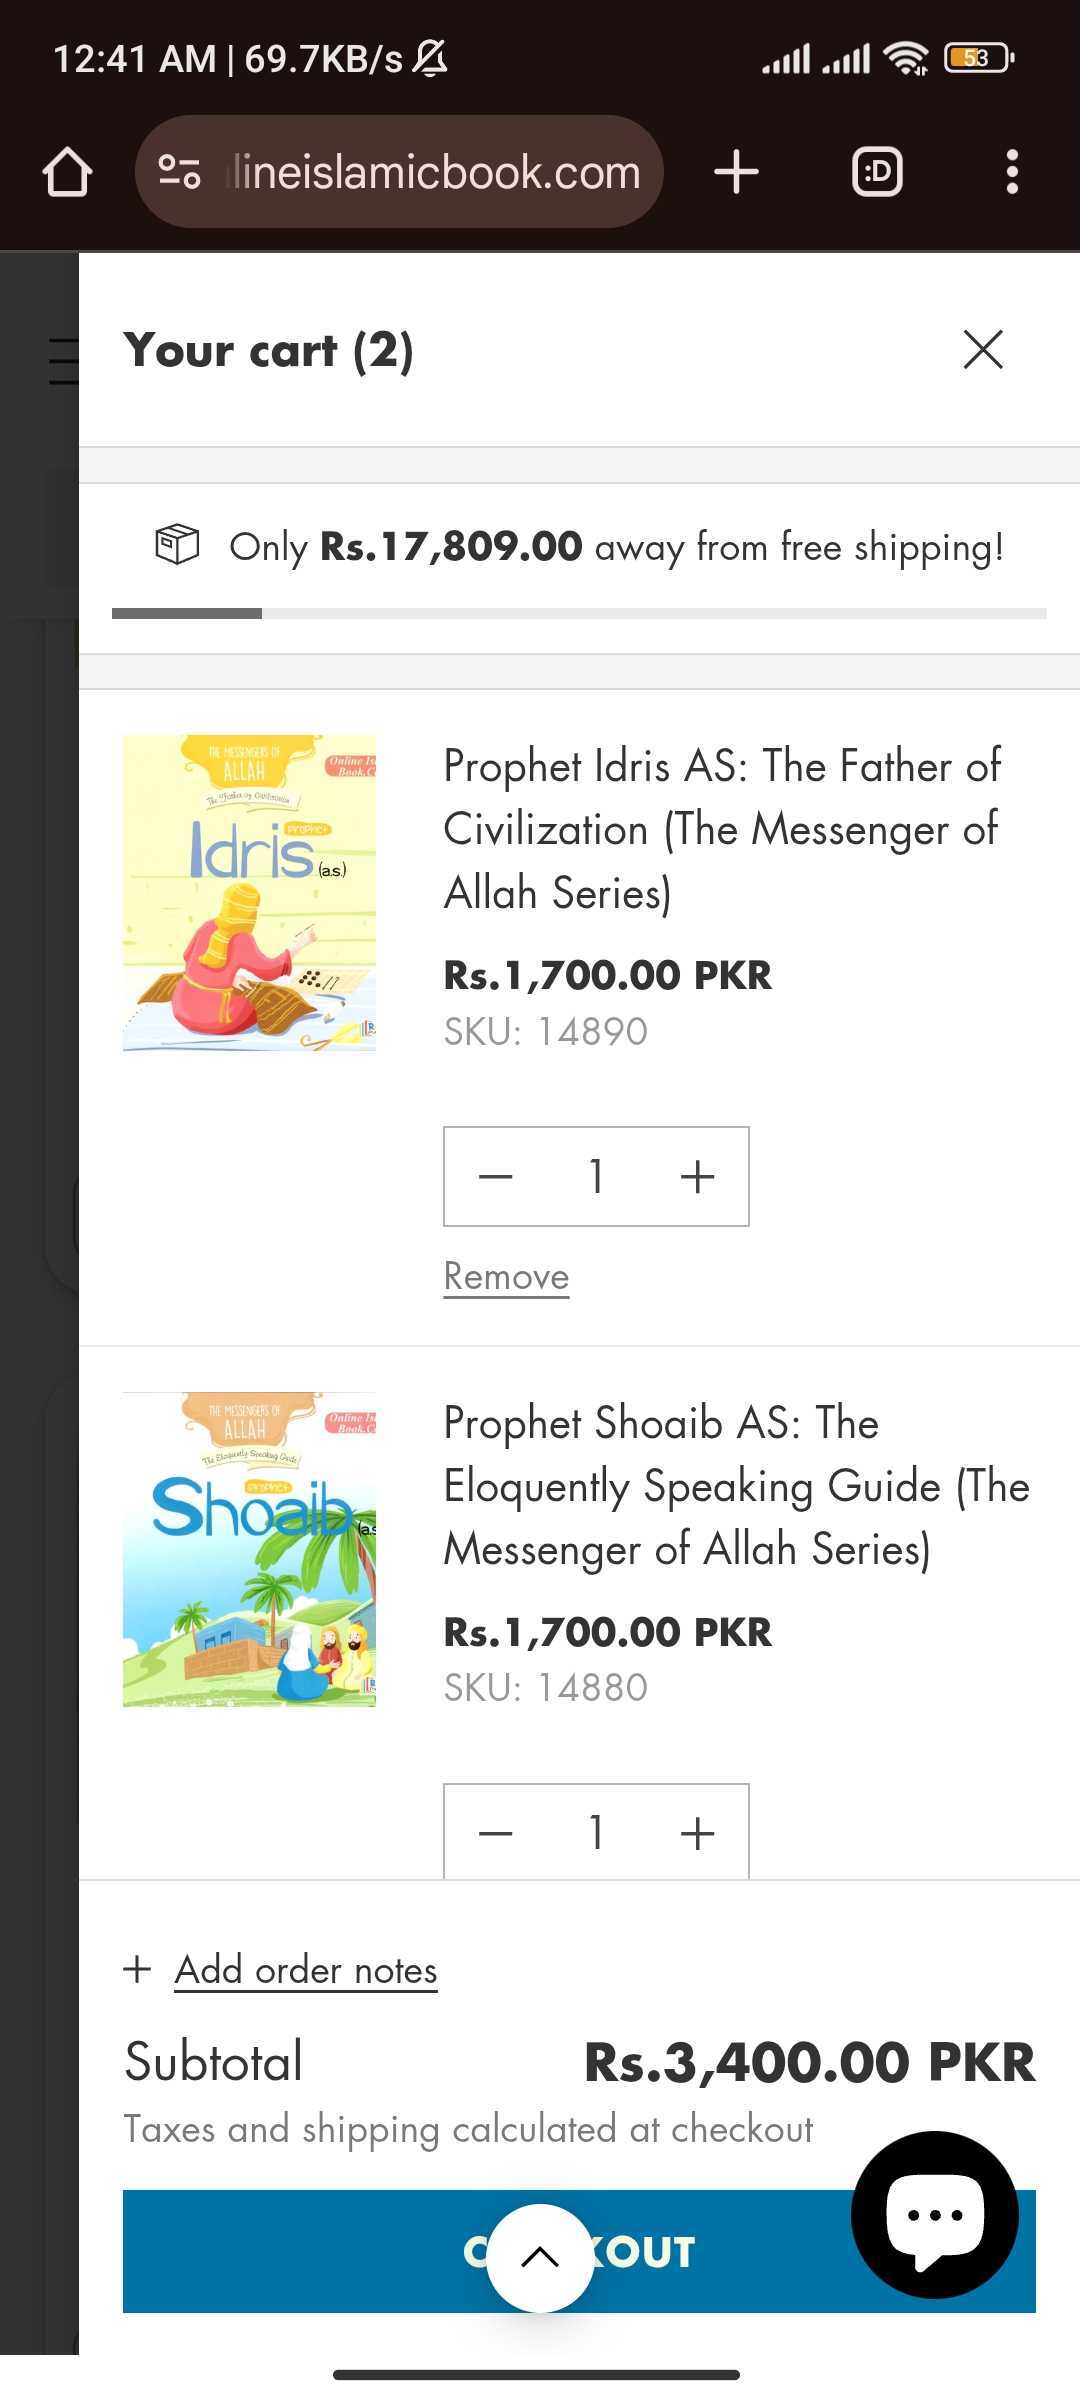 12:41 AM | 69.7KB/s
53
lineislamicbook.com
:D
Your cart (2)
Only Rs.17,809.00 away from free shipping!
THE MESSENGERS OF
ALLAH
Online Is
Book.C
The Father of Civilization
prophet
Idris (a.s.)
Prophet Idris AS: The Father of
Civilization (The Messenger of
Allah Series)
Rs.1,700.00 PKR
SKU: 14890
− 1 +
Remove
THE MESSENGERS OF
ALLAH
Online Is
Book.C
The Eloquently Speaking Guide
prophet
Shoaib (a.s
Prophet Shoaib AS: The
Eloquently Speaking Guide (The
Messenger of Allah Series)
Rs.1,700.00 PKR
SKU: 14880
− 1 +
+ Add order notes
Subtotal Rs.3,400.00 PKR
Taxes and shipping calculated at checkout
C KOUT